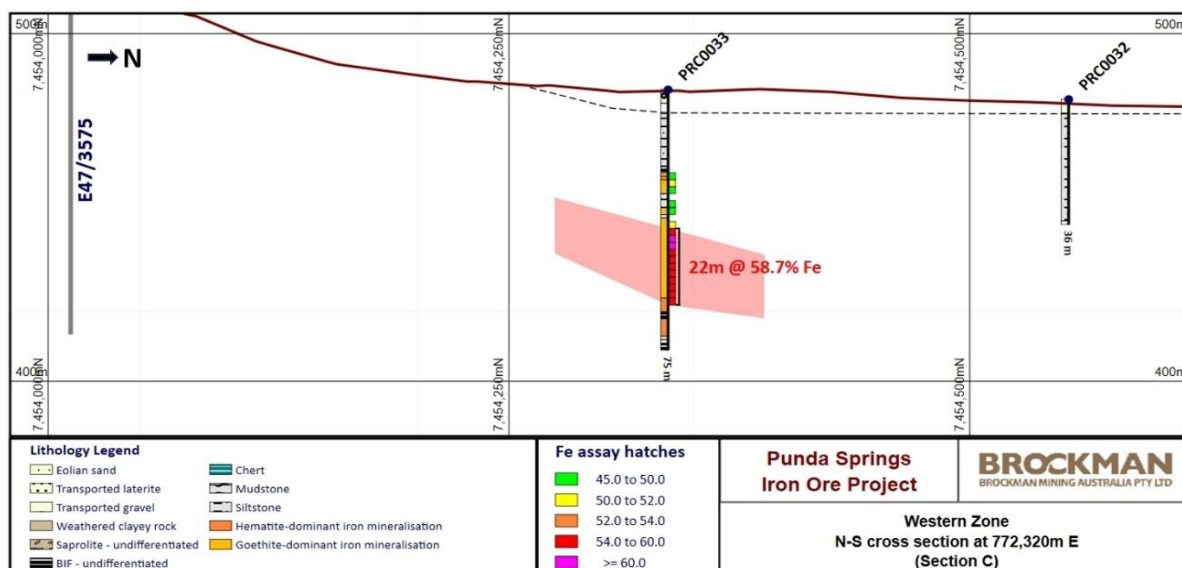 500m
500m
7,454,000mN
7,454,250mN
7,454,500mN
N
E47/3575
PRC0033
PRC0032
36 m
22m @ 58.7% Fe
75 m
400m
400m
7,454,000mN
7,454,250mN
7,454,500mN
Lithology Legend
Eolian sand
Transported laterite
Transported gravel
Weathered clayey rock
Saprolite - undifferentiated
BIF - undifferentiated
Chert
Mudstone
Siltstone
Hematite-dominant iron mineralisation
Goethite-dominant iron mineralisation
Fe assay hatches
45.0 to 50.0
50.0 to 52.0
52.0 to 54.0
54.0 to 60.0
>= 60.0
Punda Springs
Iron Ore Project
BROCKMAN
BROCKMAN MINING AUSTRALIA PTY LTD
Western Zone
N-S cross section at 772,320m E
(Section C)